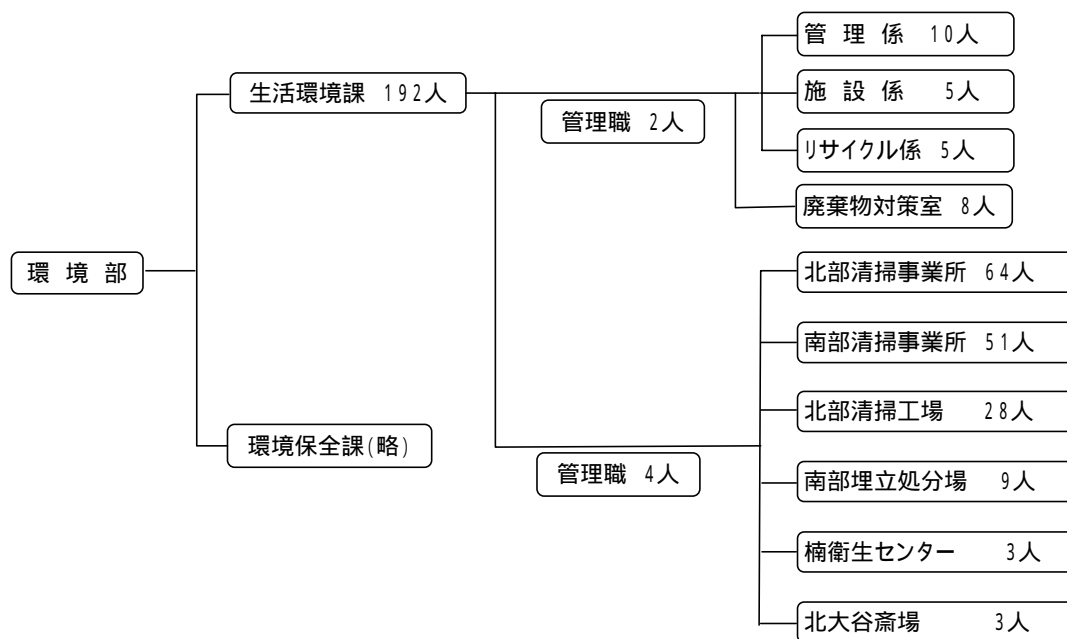 管 理 係 10人
生活環境課 192人
施 設 係 5人
管理職 2人
リサイクル係 5人
廃棄物対策室 8人
環 境 部
北部清掃事業所 64人
南部清掃事業所 51人
北部清掃工場 28人
環境保全課(略)
管理職 4人
南部埋立処分場 9人
楠衛生センター 3人
北大谷斎場 3人